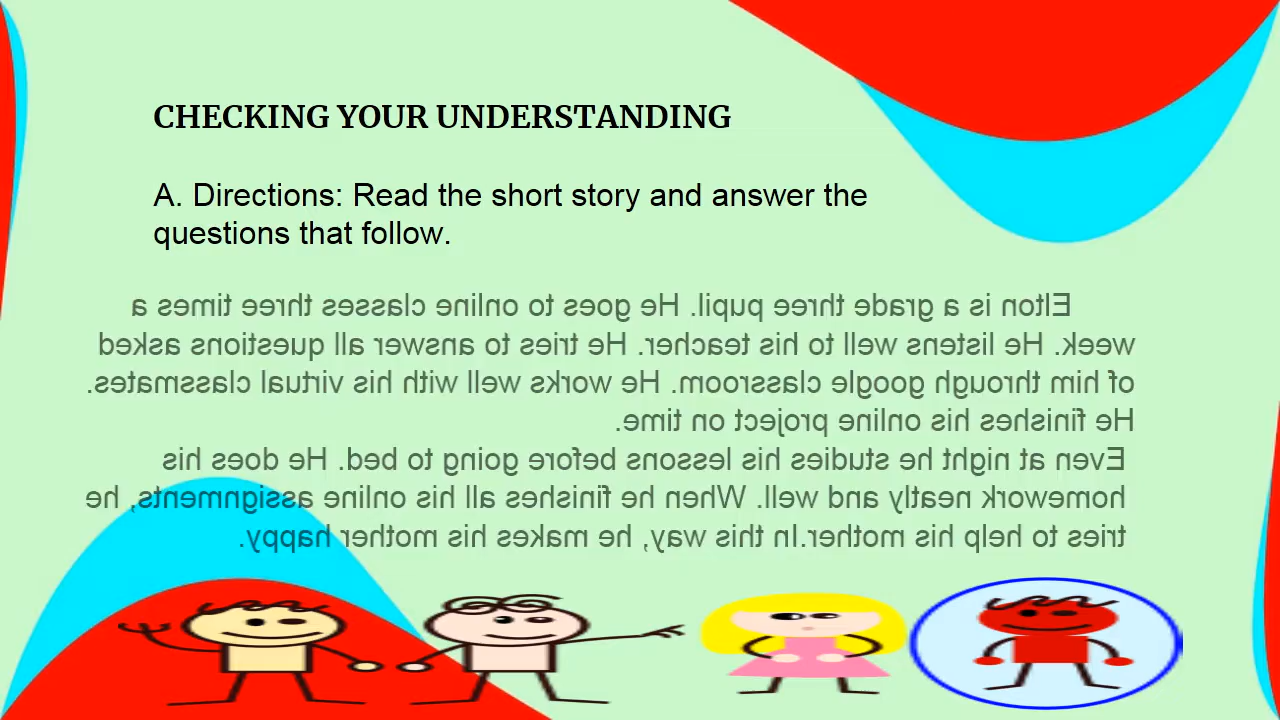 CHECKING YOUR UNDERSTANDING
A. Directions: Read the short story and answer the
questions that follow.
Elton is a grade three pupil. He goes to online classes three times a
week. He listens well to his teacher. He tries to answer all questions asked
of him through google classroom. He works well with his virtual classmates.
He finishes his online project on time.
Even at night he studies his lessons before going to bed. He does his
homework neatly and well. When he finishes all his online assignments, he
tries to help his mother.In this way, he makes his mother happy.